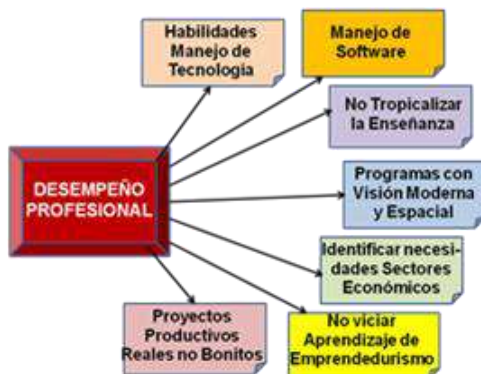 Habilidades
Manejo de
Tecnología
Manejo de
Software
No Tropicalizar
la Enseñanza
DESEMPEÑO
PROFESIONAL
Programas con
Visión Moderna
y Espacial
Identificar necesi-
dades Sectores
Económicos
Proyectos
Productivos
Reales no Bonitos
No viciar
Aprendizaje de
Emprendedurismo